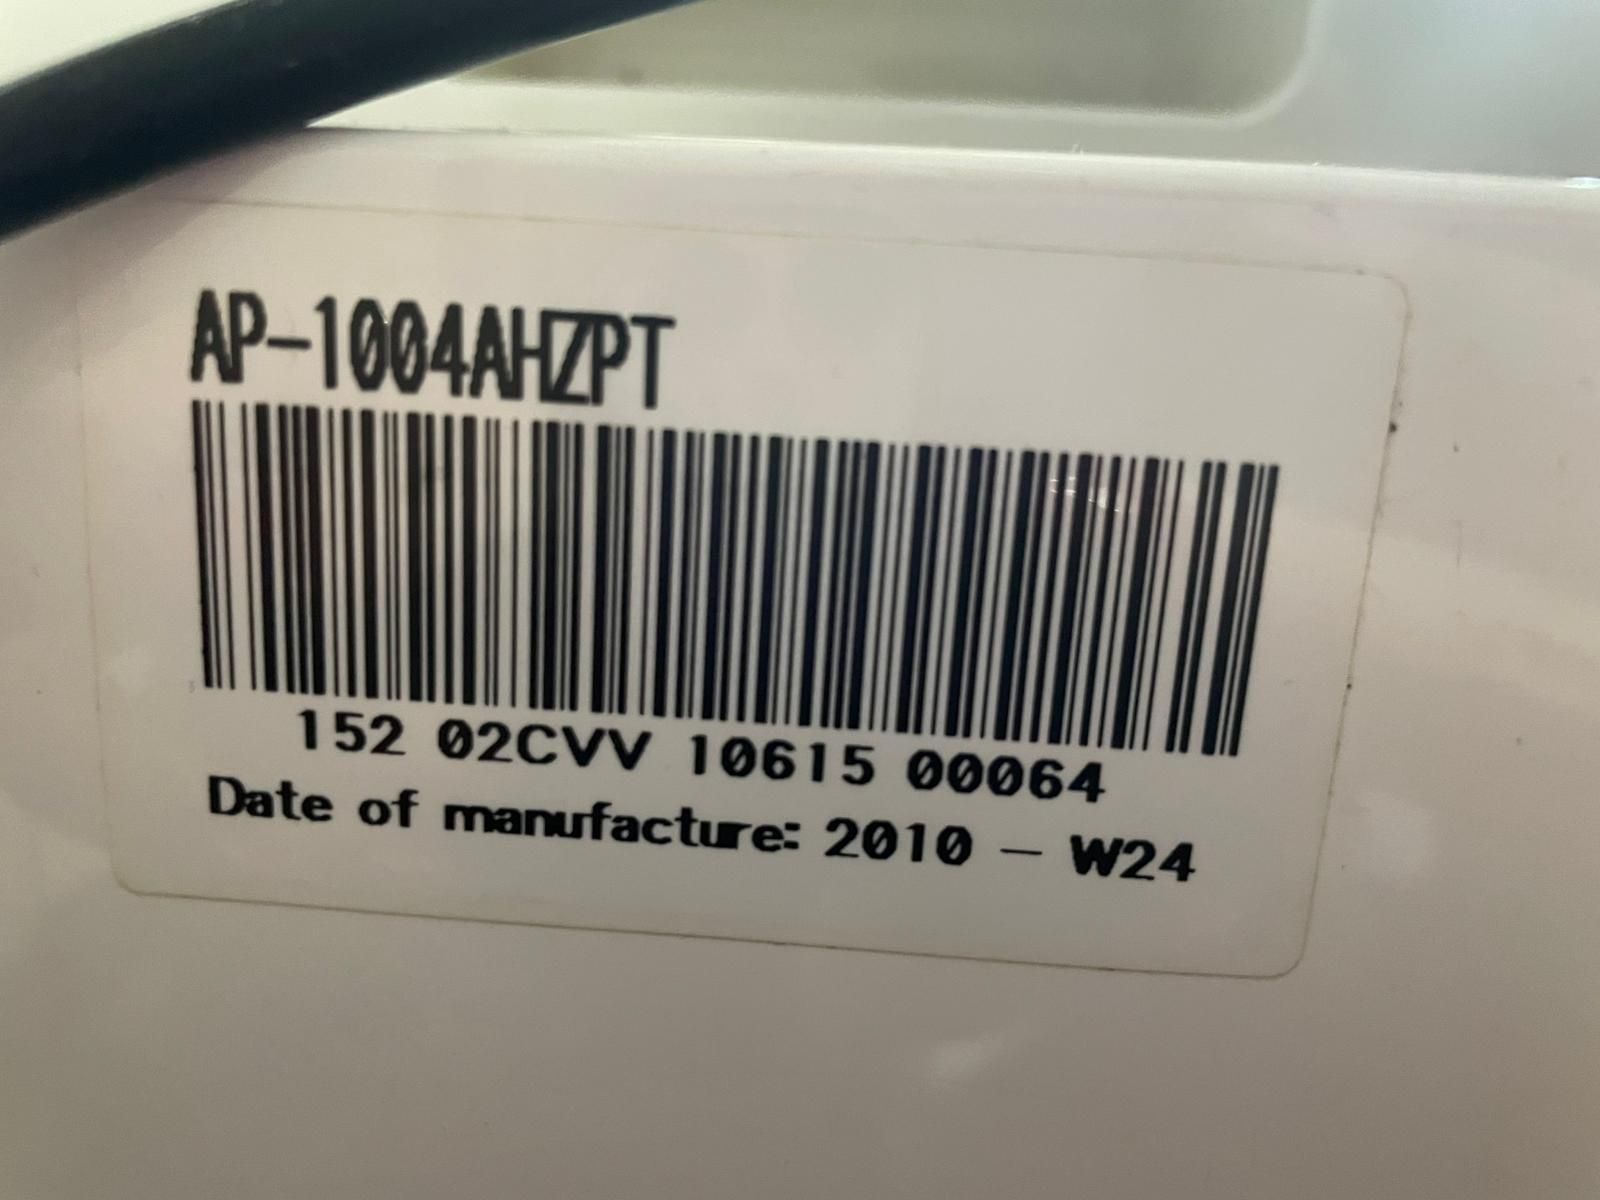 AP-1004AHZPT
152 02CVV 10615 00064
Date of manufacture: 2010 - W24